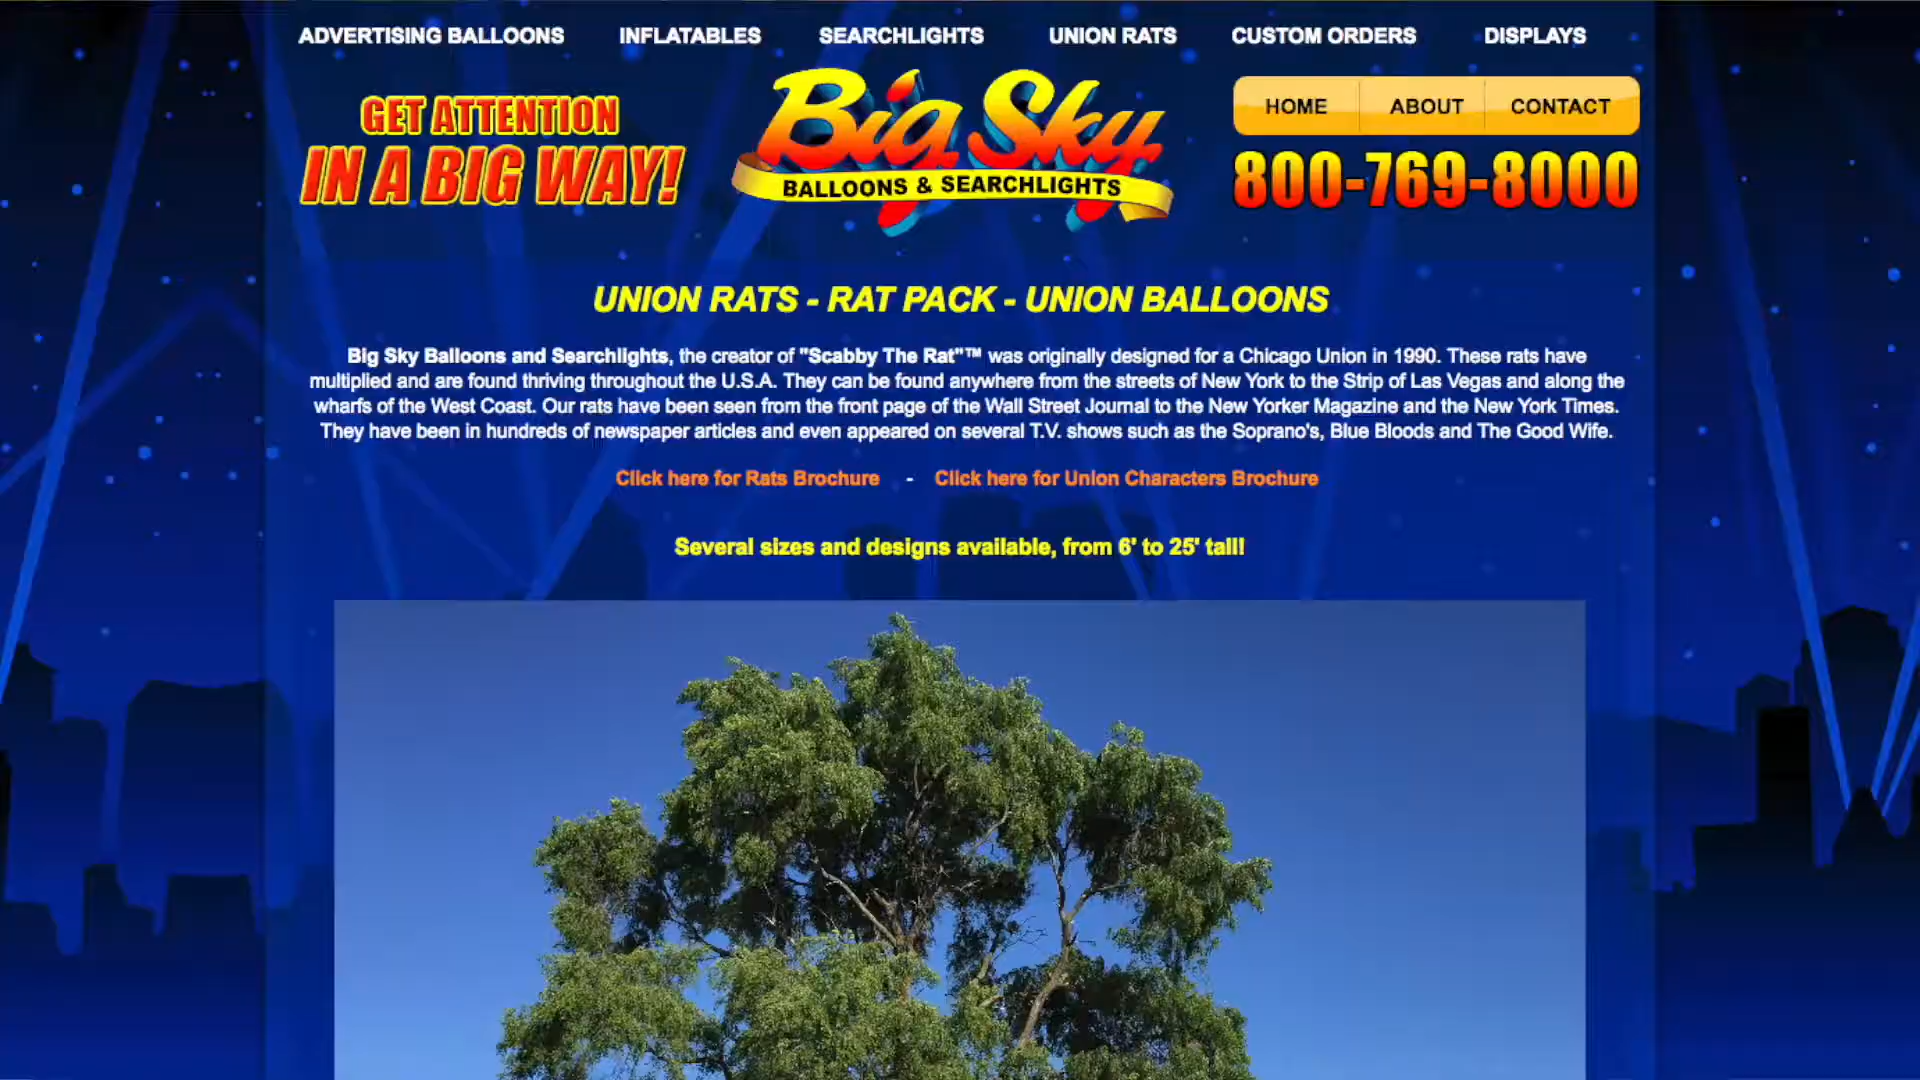 ADVERTISING BALLOONS INFLATABLES SEARCHLIGHTS UNION RATS CUSTOM ORDERS DISPLAYS
GET ATTENTION
IN A BIG WAY!
Big Sky
BALLOONS & SEARCHLIGHTS
HOME ABOUT CONTACT
800-769-8000
UNION RATS - RAT PACK - UNION BALLOONS
Big Sky Balloons and Searchlights, the creator of "Scabby The Rat"™ was originally designed for a Chicago Union in 1990. These rats have
multiplied and are found thriving throughout the U.S.A. They can be found anywhere from the streets of New York to the Strip of Las Vegas and along the
wharfs of the West Coast. Our rats have been seen from the front page of the Wall Street Journal to the New Yorker Magazine and the New York Times.
They have been in hundreds of newspaper articles and even appeared on several T.V. shows such as the Soprano's, Blue Bloods and The Good Wife.
Click here for Rats Brochure - Click here for Union Characters Brochure
Several sizes and designs available, from 6' to 25' tall!